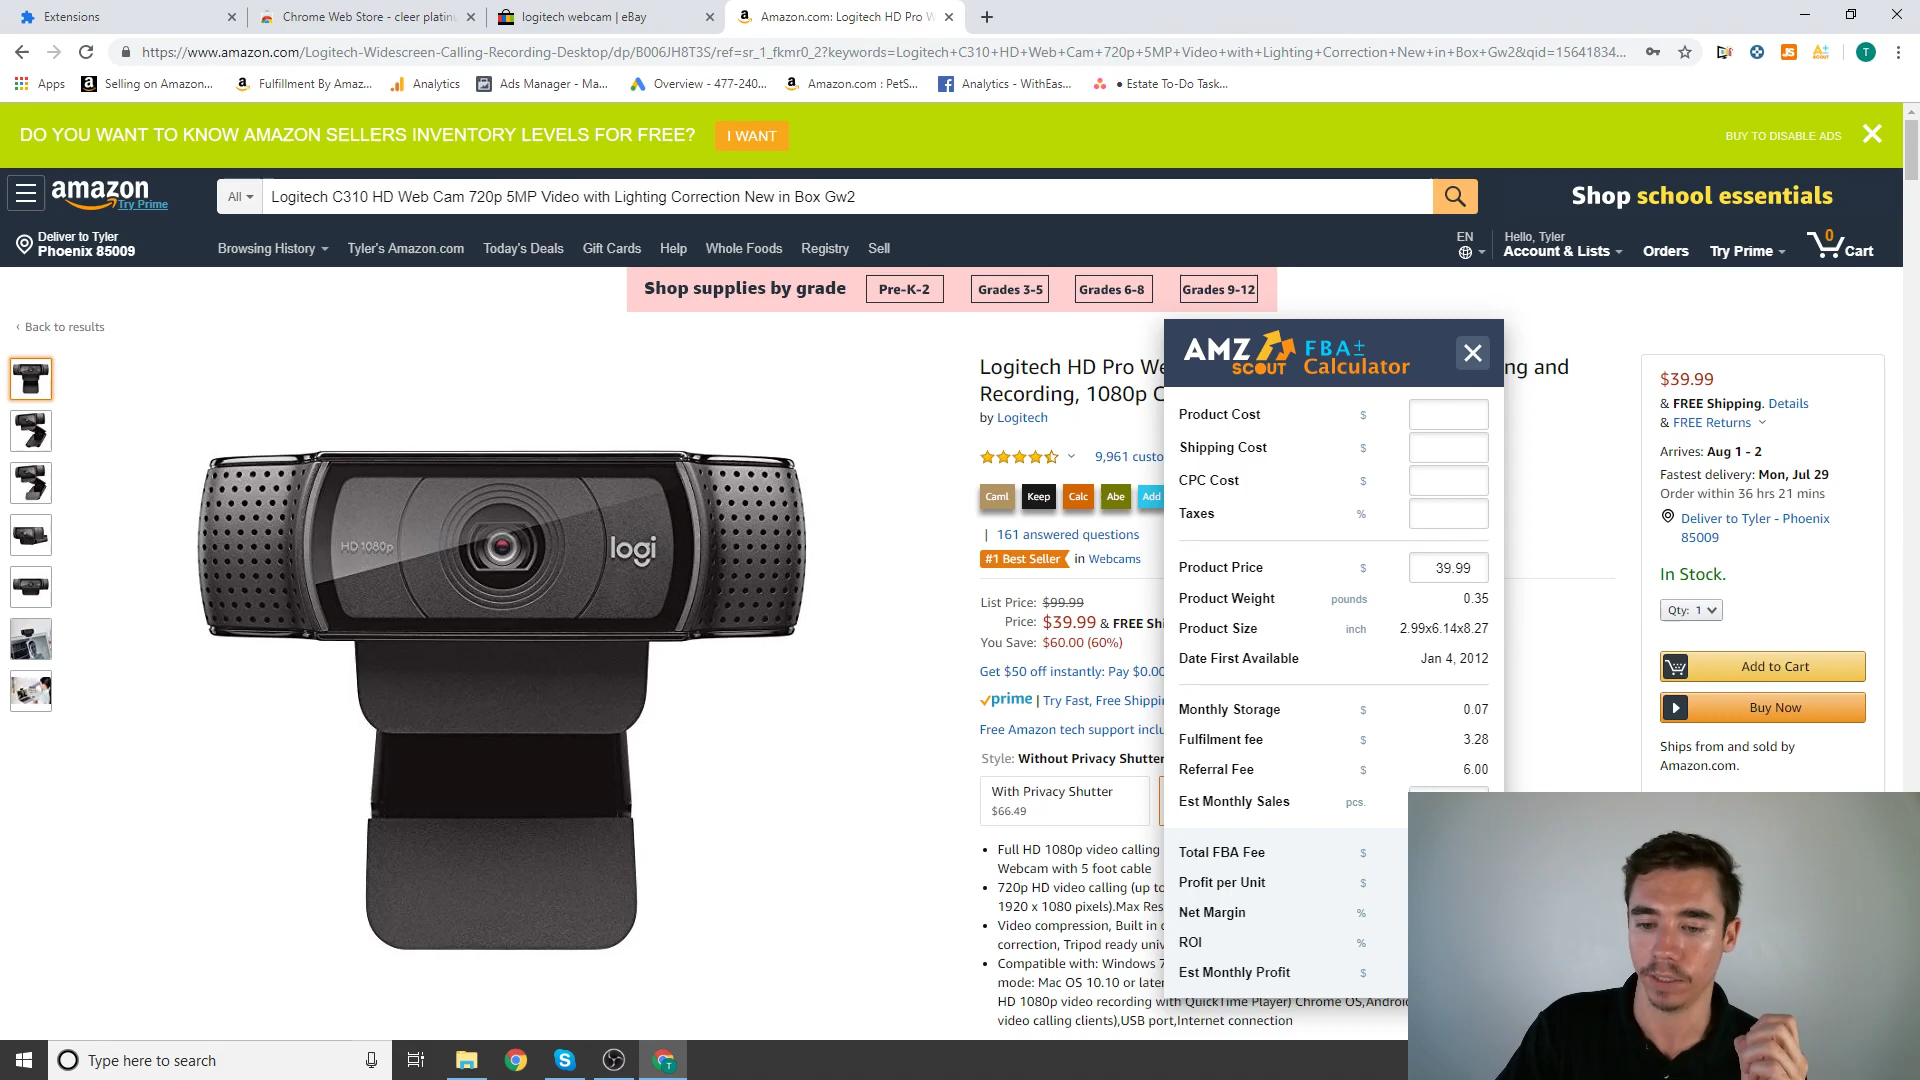 Extensions
Chrome Web Store - cleer platinu
logitech webcam | eBay
Amazon.com: Logitech HD Pro W
https://www.amazon.com/Logitech-Widescreen-Calling-Recording-Desktop/dp/B006JH8T3S/ref=sr_1_fkmr0_2?keywords=Logitech+C310+HD+Web+Cam+720p+5MP+Video+with+Lighting+Correction+New+in+Box+Gw2&qid=15641834...
Apps
Selling on Amazon...
Fulfillment By Amaz...
Analytics
Ads Manager - Ma...
Overview - 477-240...
Amazon.com : PetS...
Analytics - WithEas...
● Estate To-Do Task...
DO YOU WANT TO KNOW AMAZON SELLERS INVENTORY LEVELS FOR FREE?
I WANT
BUY TO DISABLE ADS
amazon
Try Prime
All
Logitech C310 HD Web Cam 720p 5MP Video with Lighting Correction New in Box Gw2
Shop school essentials
Deliver to Tyler
Phoenix 85009
Browsing History
Tyler's Amazon.com
Today's Deals
Gift Cards
Help
Whole Foods
Registry
Sell
EN
Hello, Tyler
Account & Lists
Orders
Try Prime
0
Cart
Shop supplies by grade
Pre-K-2
Grades 3-5
Grades 6-8
Grades 9-12
‹ Back to results
HD 1080p
logi
Logitech HD Pro We
ng and
Recording, 1080p C
by Logitech
9,961 custo
Caml
Keep
Calc
Abe
Add
| 161 answered questions
#1 Best Seller
in Webcams
List Price: $99.99
Price: $39.99 & FREE Shi
You Save: $60.00 (60%)
Get $50 off instantly: Pay $0.00
prime | Try Fast, Free Shippin
Free Amazon tech support inclu
Style: Without Privacy Shutter
With Privacy Shutter
$66.49
• Full HD 1080p video calling
Webcam with 5 foot cable
• 720p HD video calling (up to
1920 x 1080 pixels).Max Res
• Video compression, Built in d
correction, Tripod ready univ
• Compatible with: Windows 7
mode: Mac OS 10.10 or later
HD 1080p video recording with QuickTime Player) Chrome OS,Android
video calling clients),USB port,Internet connection
AMZ
SCOUT
FBA±
Calculator
Product Cost $
Shipping Cost $
CPC Cost $
Taxes %
Product Price $ 39.99
Product Weight pounds 0.35
Product Size inch 2.99x6.14x8.27
Date First Available Jan 4, 2012
Monthly Storage $ 0.07
Fulfilment fee $ 3.28
Referral Fee $ 6.00
Est Monthly Sales pcs.
Total FBA Fee $
Profit per Unit $
Net Margin %
ROI %
Est Monthly Profit $
$39.99
& FREE Shipping. Details
& FREE Returns
Arrives: Aug 1 - 2
Fastest delivery: Mon, Jul 29
Order within 36 hrs 21 mins
Deliver to Tyler - Phoenix
85009
In Stock.
Qty: 1
Add to Cart
Buy Now
Ships from and sold by
Amazon.com.
Type here to search